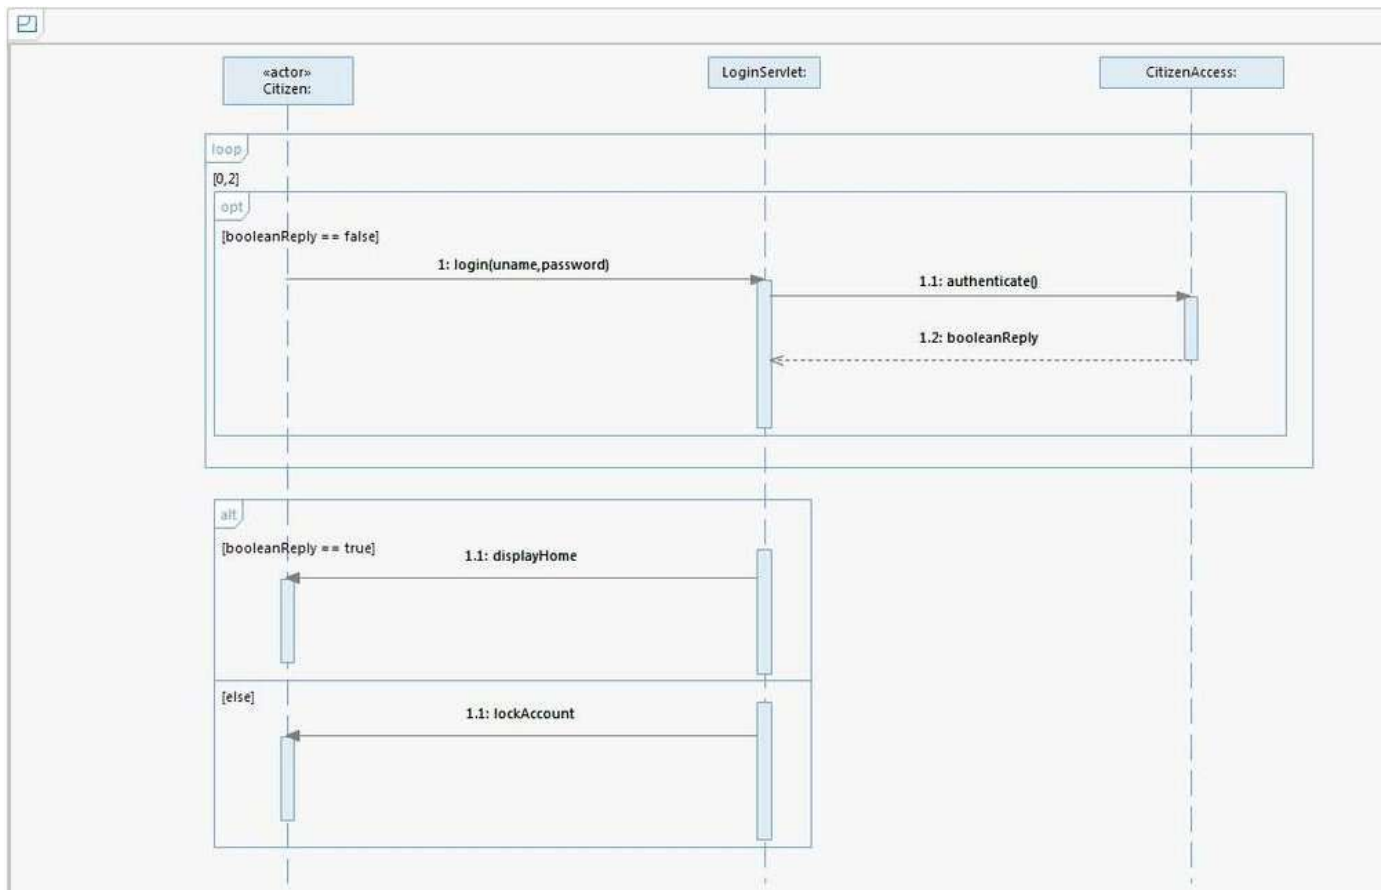 «actor»
Citizen:
LoginServlet:
CitizenAccess:
loop
[0,2]
opt
[booleanReply == false]
1: login(uname,password)
1.1: authenticate()
1.2: booleanReply
alt
[booleanReply == true]
1.1: displayHome
[else]
1.1: lockAccount